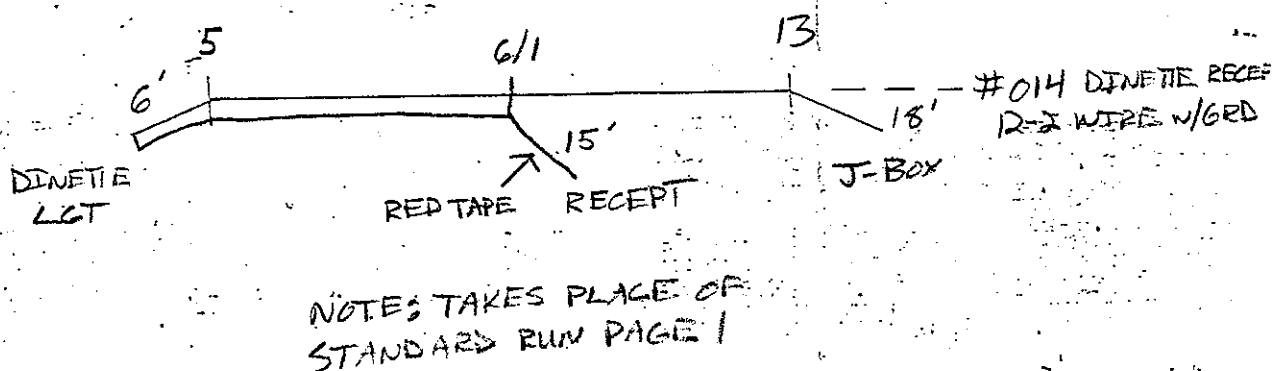 5 6/1 13
6' #014 DINETTE RECEP
18' 12-2 WIRE W/GRD
15' J-BOX
DINETTE
LGT
RED TAPE RECEPT
NOTE: TAKES PLACE OF
STANDARD RUN PAGE 1